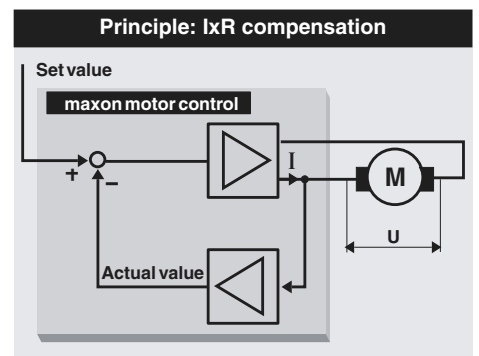 Principle: IxR compensation
Set value
maxon motor control
+
−
I
M
U
Actual value